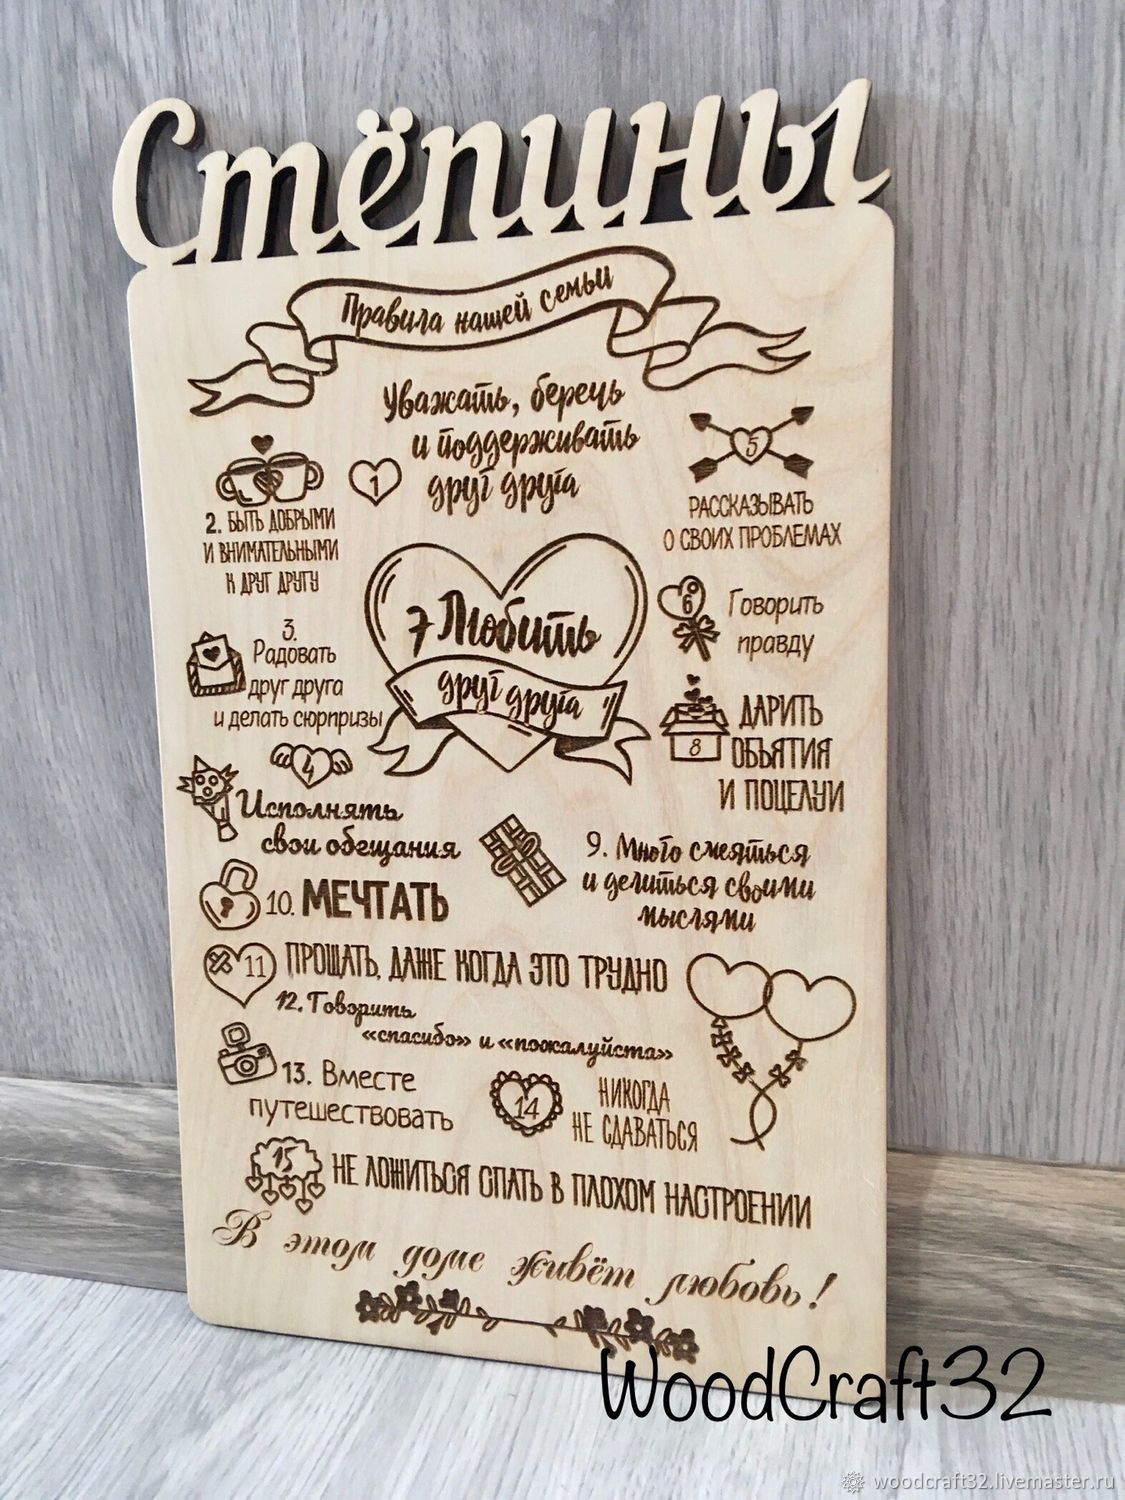 Стёпины
Правила нашей семьи
Уважать, беречь
и поддерживать
1
друг друга
2. БЫТЬ ДОБРЫМИ
И ВНИМАТЕЛЬНЫМИ
К ДРУГ ДРУГУ
3.
Радовать
друг друга
и делать сюрпризы
4
Исполнять
свои обещания
5
РАССКАЗЫВАТЬ
О СВОИХ ПРОБЛЕМАХ
6
Говорить
правду
7 Любить
друг друга
8
ДАРИТЬ
ОБЬЯТИЯ
И ПОЦЕЛУИ
9. Много смеяться
и делиться своими
мыслями
10. МЕЧТАТЬ
11 ПРОЩАТЬ, ДАЖЕ КОГДА ЭТО ТРУДНО
12. Говорить
«спасибо» и «пожалуйста»
13. Вместе
путешествовать
14
НИКОГДА
НЕ СДАВАТЬСЯ
15 НЕ ЛОЖИТЬСЯ СПАТЬ В ПЛОХОМ НАСТРОЕНИИ
В этом доме живёт любовь!
WoodCraft32
woodcraft32.livemaster.ru